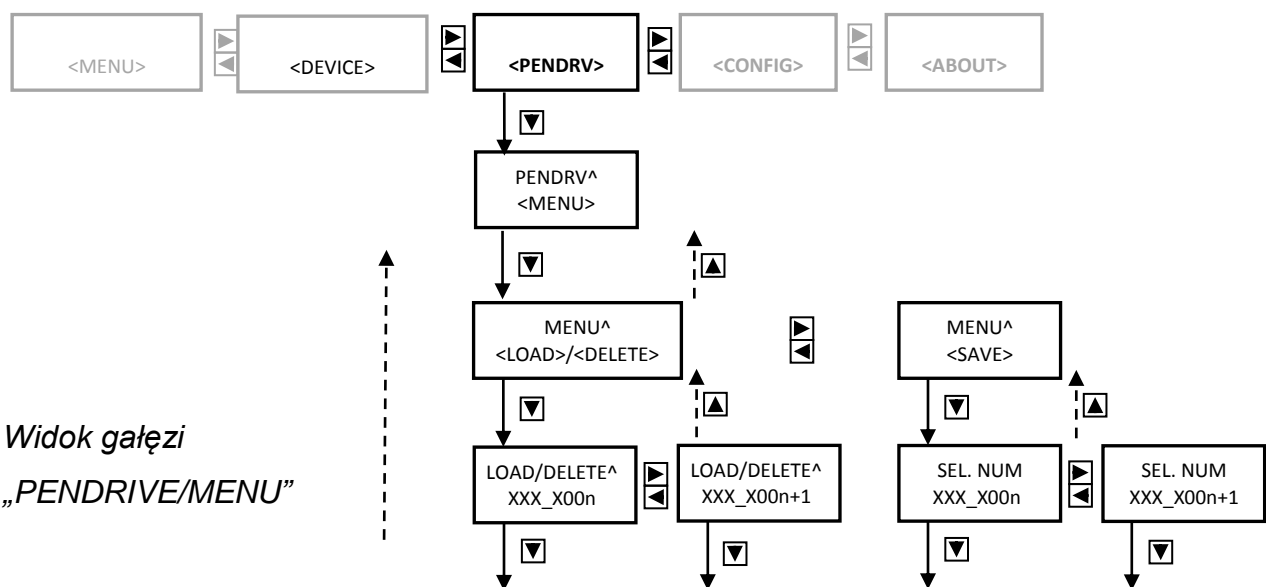 <MENU>
<DEVICE>
<PENDRV>
<CONFIG>
<ABOUT>
PENDRV^
<MENU>
MENU^
<LOAD>/<DELETE>
MENU^
<SAVE>
Widok gałęzi
„PENDRIVE/MENU”
LOAD/DELETE^
XXX_X00n
LOAD/DELETE^
XXX_X00n+1
SEL. NUM
XXX_X00n
SEL. NUM
XXX_X00n+1